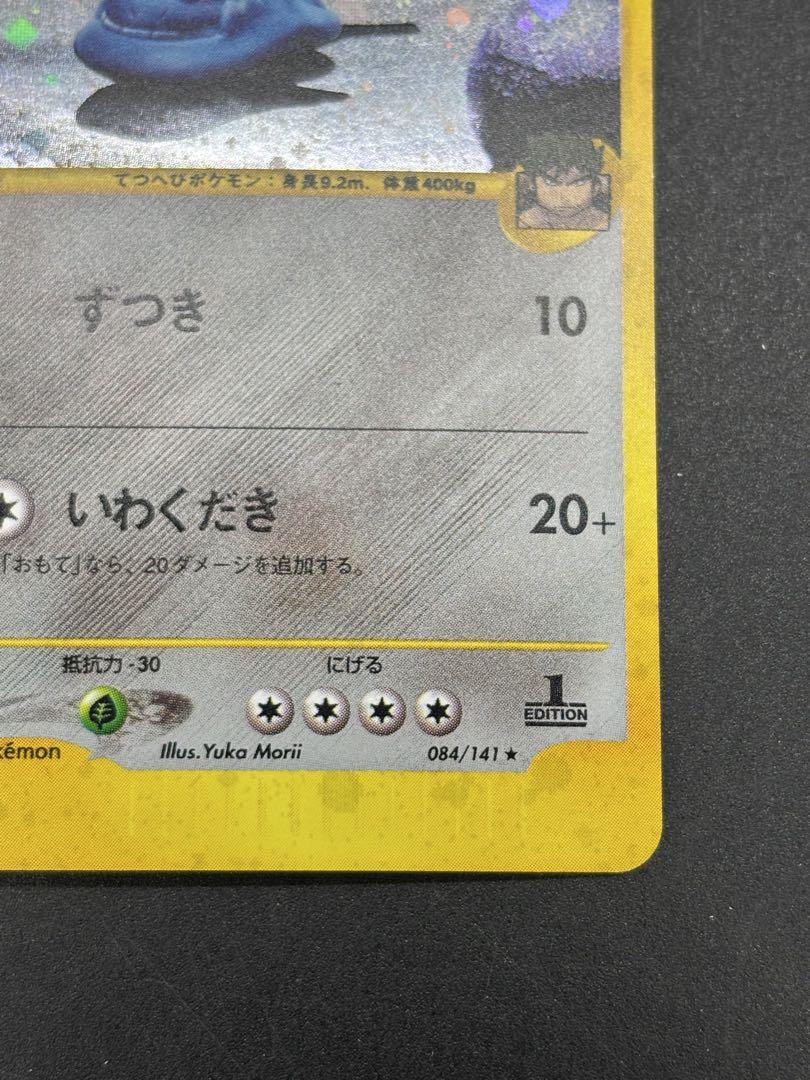 てつへびポケモン：身長9.2m、体重400kg
ずつき 10
いわくだき 20+
「おもて」なら、20ダメージを追加する。
抵抗力 -30 にげる
1
EDITION
kémon Illus. Yuka Morii 084/141 ★